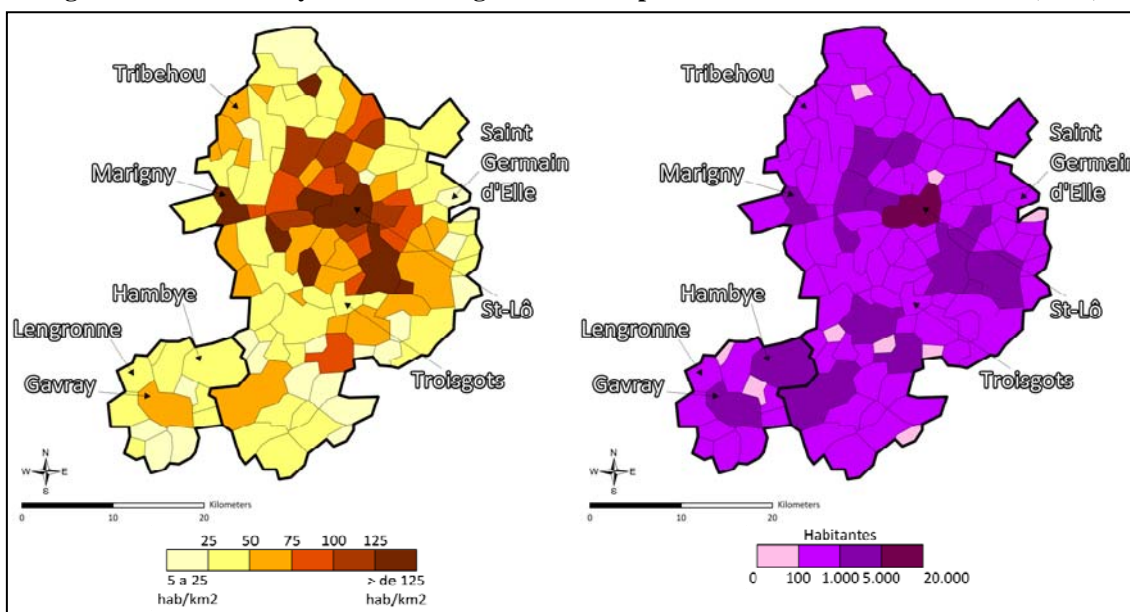 Tribehou
Saint
Germain
d'Elle
Marigny
Hambye
St-Lô
Lengronne
Gavray
Troisgots
N
W E
S
Kilometers
0 10 20
25 50 75 100 125
5 a 25 > de 125
hab/km2 hab/km2
Tribehou
Saint
Germain
d'Elle
Marigny
Hambye
St-Lô
Lengronne
Gavray
Troisgots
N
W E
S
Kilometers
0 10 20
Habitantes
0 100 1.000 5.000 20.000